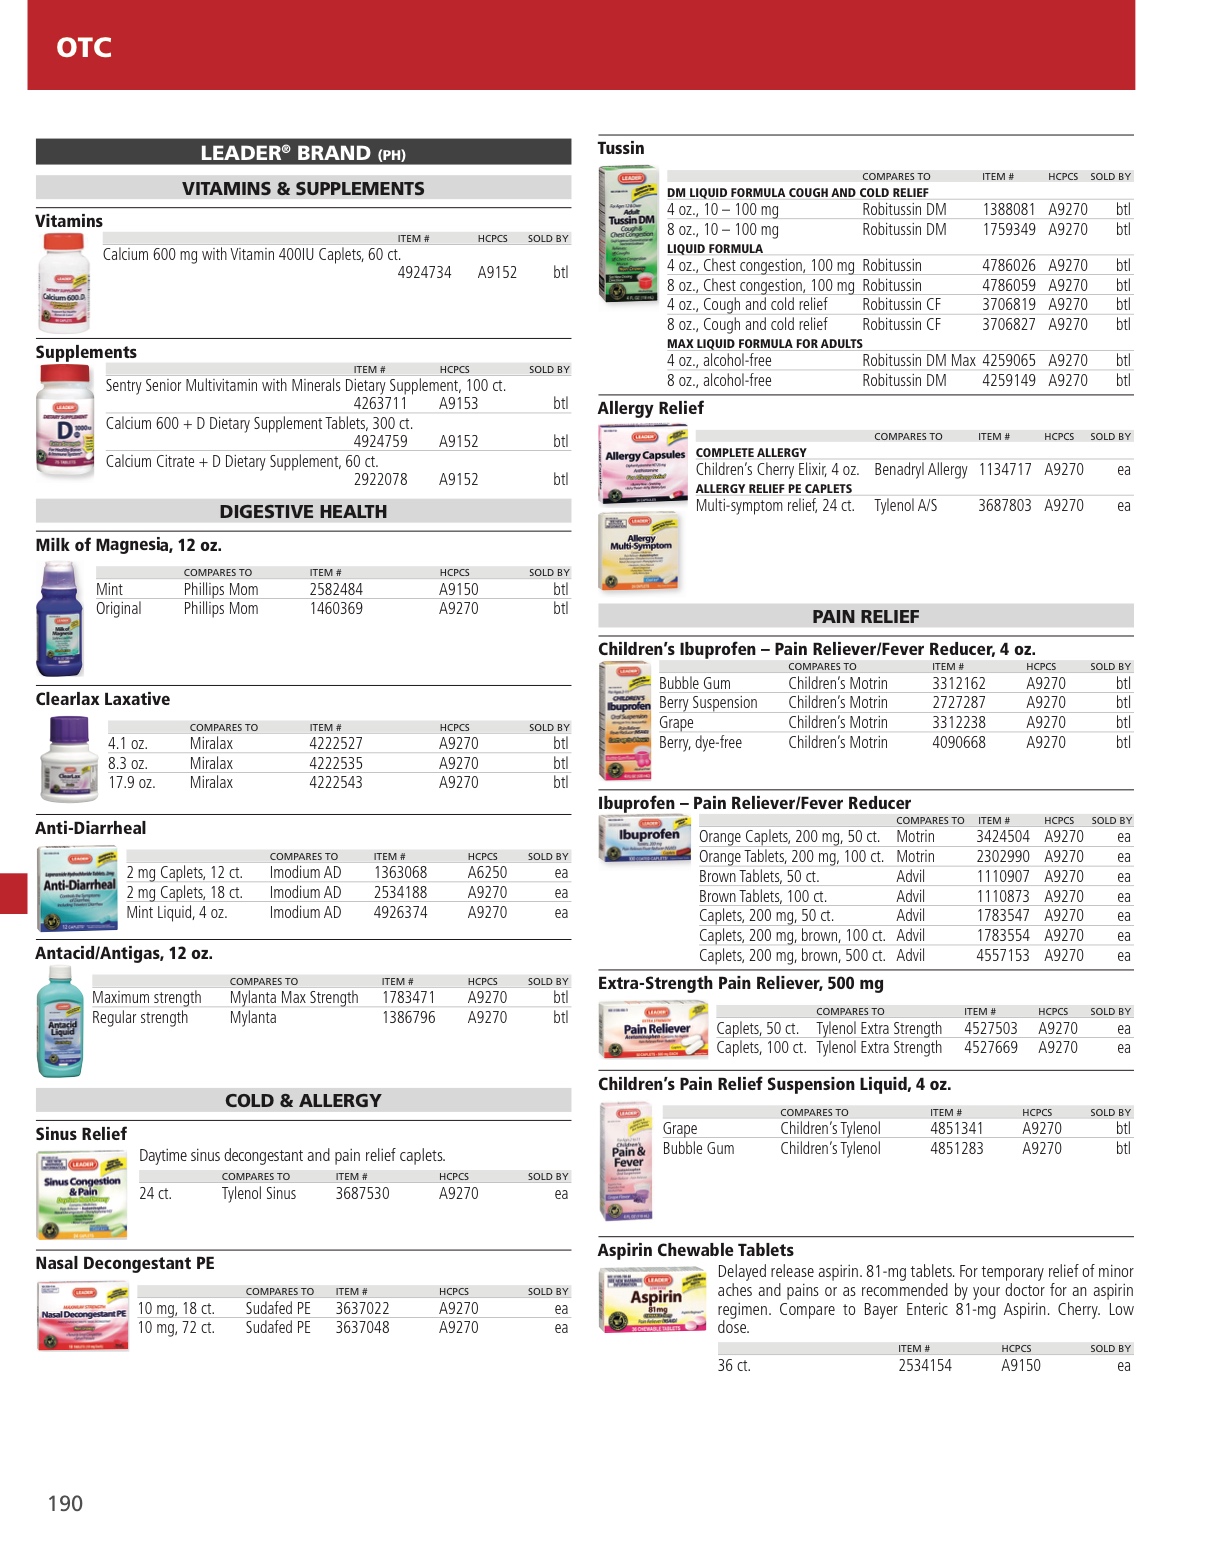 OTC
LEADER® BRAND (PH)
VITAMINS & SUPPLEMENTS
Vitamins
ITEM # HCPCS SOLD BY
Calcium 600 mg with Vitamin 400IU Caplets, 60 ct.
4924734 A9152 btl
Supplements
ITEM # HCPCS SOLD BY
Sentry Senior Multivitamin with Minerals Dietary Supplement, 100 ct.
4263711 A9153 btl
Calcium 600 + D Dietary Supplement Tablets, 300 ct.
4924759 A9152 btl
Calcium Citrate + D Dietary Supplement, 60 ct.
2922078 A9152 btl
DIGESTIVE HEALTH
Milk of Magnesia, 12 oz.
COMPARES TO ITEM # HCPCS SOLD BY
Mint Phillips Mom 2582484 A9150 btl
Original Phillips Mom 1460369 A9270 btl
Clearlax Laxative
COMPARES TO ITEM # HCPCS SOLD BY
4.1 oz. Miralax 4222527 A9270 btl
8.3 oz. Miralax 4222535 A9270 btl
17.9 oz. Miralax 4222543 A9270 btl
Anti-Diarrheal
COMPARES TO ITEM # HCPCS SOLD BY
2 mg Caplets, 12 ct. Imodium AD 1363068 A6250 ea
2 mg Caplets, 18 ct. Imodium AD 2534188 A9270 ea
Mint Liquid, 4 oz. Imodium AD 4926374 A9270 ea
Antacid/Antigas, 12 oz.
COMPARES TO ITEM # HCPCS SOLD BY
Maximum strength Mylanta Max Strength 1783471 A9270 btl
Regular strength Mylanta 1386796 A9270 btl
COLD & ALLERGY
Sinus Relief
Daytime sinus decongestant and pain relief caplets.
COMPARES TO ITEM # HCPCS SOLD BY
24 ct. Tylenol Sinus 3687530 A9270 ea
Nasal Decongestant PE
COMPARES TO ITEM # HCPCS SOLD BY
10 mg, 18 ct. Sudafed PE 3637022 A9270 ea
10 mg, 72 ct. Sudafed PE 3637048 A9270 ea
Tussin
COMPARES TO ITEM # HCPCS SOLD BY
DM LIQUID FORMULA COUGH AND COLD RELIEF
4 oz., 10 – 100 mg Robitussin DM 1388081 A9270 btl
8 oz., 10 – 100 mg Robitussin DM 1759349 A9270 btl
LIQUID FORMULA
4 oz., Chest congestion, 100 mg Robitussin 4786026 A9270 btl
8 oz., Chest congestion, 100 mg Robitussin 4786059 A9270 btl
4 oz., Cough and cold relief Robitussin CF 3706819 A9270 btl
8 oz., Cough and cold relief Robitussin CF 3706827 A9270 btl
MAX LIQUID FORMULA FOR ADULTS
4 oz., alcohol-free Robitussin DM Max 4259065 A9270 btl
8 oz., alcohol-free Robitussin DM 4259149 A9270 btl
Allergy Relief
COMPARES TO ITEM # HCPCS SOLD BY
COMPLETE ALLERGY
Children’s Cherry Elixir, 4 oz. Benadryl Allergy 1134717 A9270 ea
ALLERGY RELIEF PE CAPLETS
Multi-symptom relief, 24 ct. Tylenol A/S 3687803 A9270 ea
PAIN RELIEF
Children’s Ibuprofen – Pain Reliever/Fever Reducer, 4 oz.
COMPARES TO ITEM # HCPCS SOLD BY
Bubble Gum Children’s Motrin 3312162 A9270 btl
Berry Suspension Children’s Motrin 2727287 A9270 btl
Grape Children’s Motrin 3312238 A9270 btl
Berry, dye-free Children’s Motrin 4090668 A9270 btl
Ibuprofen – Pain Reliever/Fever Reducer
COMPARES TO ITEM # HCPCS SOLD BY
Orange Caplets, 200 mg, 50 ct. Motrin 3424504 A9270 ea
Orange Tablets, 200 mg, 100 ct. Motrin 2302990 A9270 ea
Brown Tablets, 50 ct. Advil 1110907 A9270 ea
Brown Tablets, 100 ct. Advil 1110873 A9270 ea
Caplets, 200 mg, 50 ct. Advil 1783547 A9270 ea
Caplets, 200 mg, brown, 100 ct. Advil 1783554 A9270 ea
Caplets, 200 mg, brown, 500 ct. Advil 4557153 A9270 ea
Extra-Strength Pain Reliever, 500 mg
COMPARES TO ITEM # HCPCS SOLD BY
Caplets, 50 ct. Tylenol Extra Strength 4527503 A9270 ea
Caplets, 100 ct. Tylenol Extra Strength 4527669 A9270 ea
Children’s Pain Relief Suspension Liquid, 4 oz.
COMPARES TO ITEM # HCPCS SOLD BY
Grape Children’s Tylenol 4851341 A9270 btl
Bubble Gum Children’s Tylenol 4851283 A9270 btl
Aspirin Chewable Tablets
Delayed release aspirin. 81-mg tablets. For temporary relief of minor
aches and pains or as recommended by your doctor for an aspirin
regimen. Compare to Bayer Enteric 81-mg Aspirin. Cherry. Low
dose.
ITEM # HCPCS SOLD BY
36 ct. 2534154 A9150 ea
190